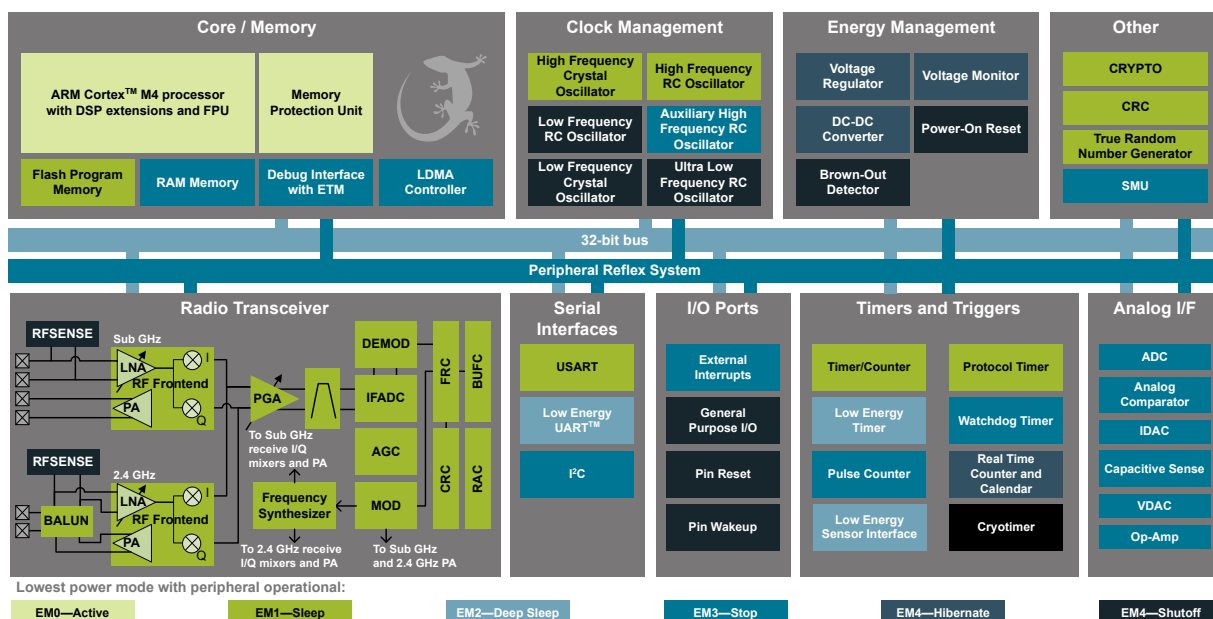 Core / Memory
ARM Cortex™ M4 processor
with DSP extensions and FPU
Memory
Protection Unit
Flash Program
Memory
RAM Memory
Debug Interface
with ETM
LDMA
Controller
Clock Management
High Frequency
Crystal
Oscillator
High Frequency
RC Oscillator
Low Frequency
RC Oscillator
Auxiliary High
Frequency RC
Oscillator
Low Frequency
Crystal
Oscillator
Ultra Low
Frequency RC
Oscillator
Energy Management
Voltage
Regulator
Voltage Monitor
DC-DC
Converter
Power-On Reset
Brown-Out
Detector
Other
CRYPTO
CRC
True Random
Number Generator
SMU
32-bit bus
Peripheral Reflex System
Radio Transceiver
RFSENSE
Sub GHz
LNA
RF Frontend
PA
I
Q
RFSENSE
2.4 GHz
BALUN
LNA
RF Frontend
PA
I
Q
PGA
To Sub GHz
receive I/Q
mixers and PA
Frequency
Synthesizer
To 2.4 GHz receive
I/Q mixers and PA
DEMOD
IFADC
AGC
MOD
To Sub GHz
and 2.4 GHz PA
FRC
BUFC
CRC
RAC
Serial
Interfaces
USART
Low Energy
UART™
I²C
I/O Ports
External
Interrupts
General
Purpose I/O
Pin Reset
Pin Wakeup
Timers and Triggers
Timer/Counter
Protocol Timer
Low Energy
Timer
Watchdog Timer
Pulse Counter
Real Time
Counter and
Calendar
Low Energy
Sensor Interface
Cryotimer
Analog I/F
ADC
Analog
Comparator
IDAC
Capacitive Sense
VDAC
Op-Amp
Lowest power mode with peripheral operational:
EM0—Active
EM1—Sleep
EM2—Deep Sleep
EM3—Stop
EM4—Hibernate
EM4—Shutoff